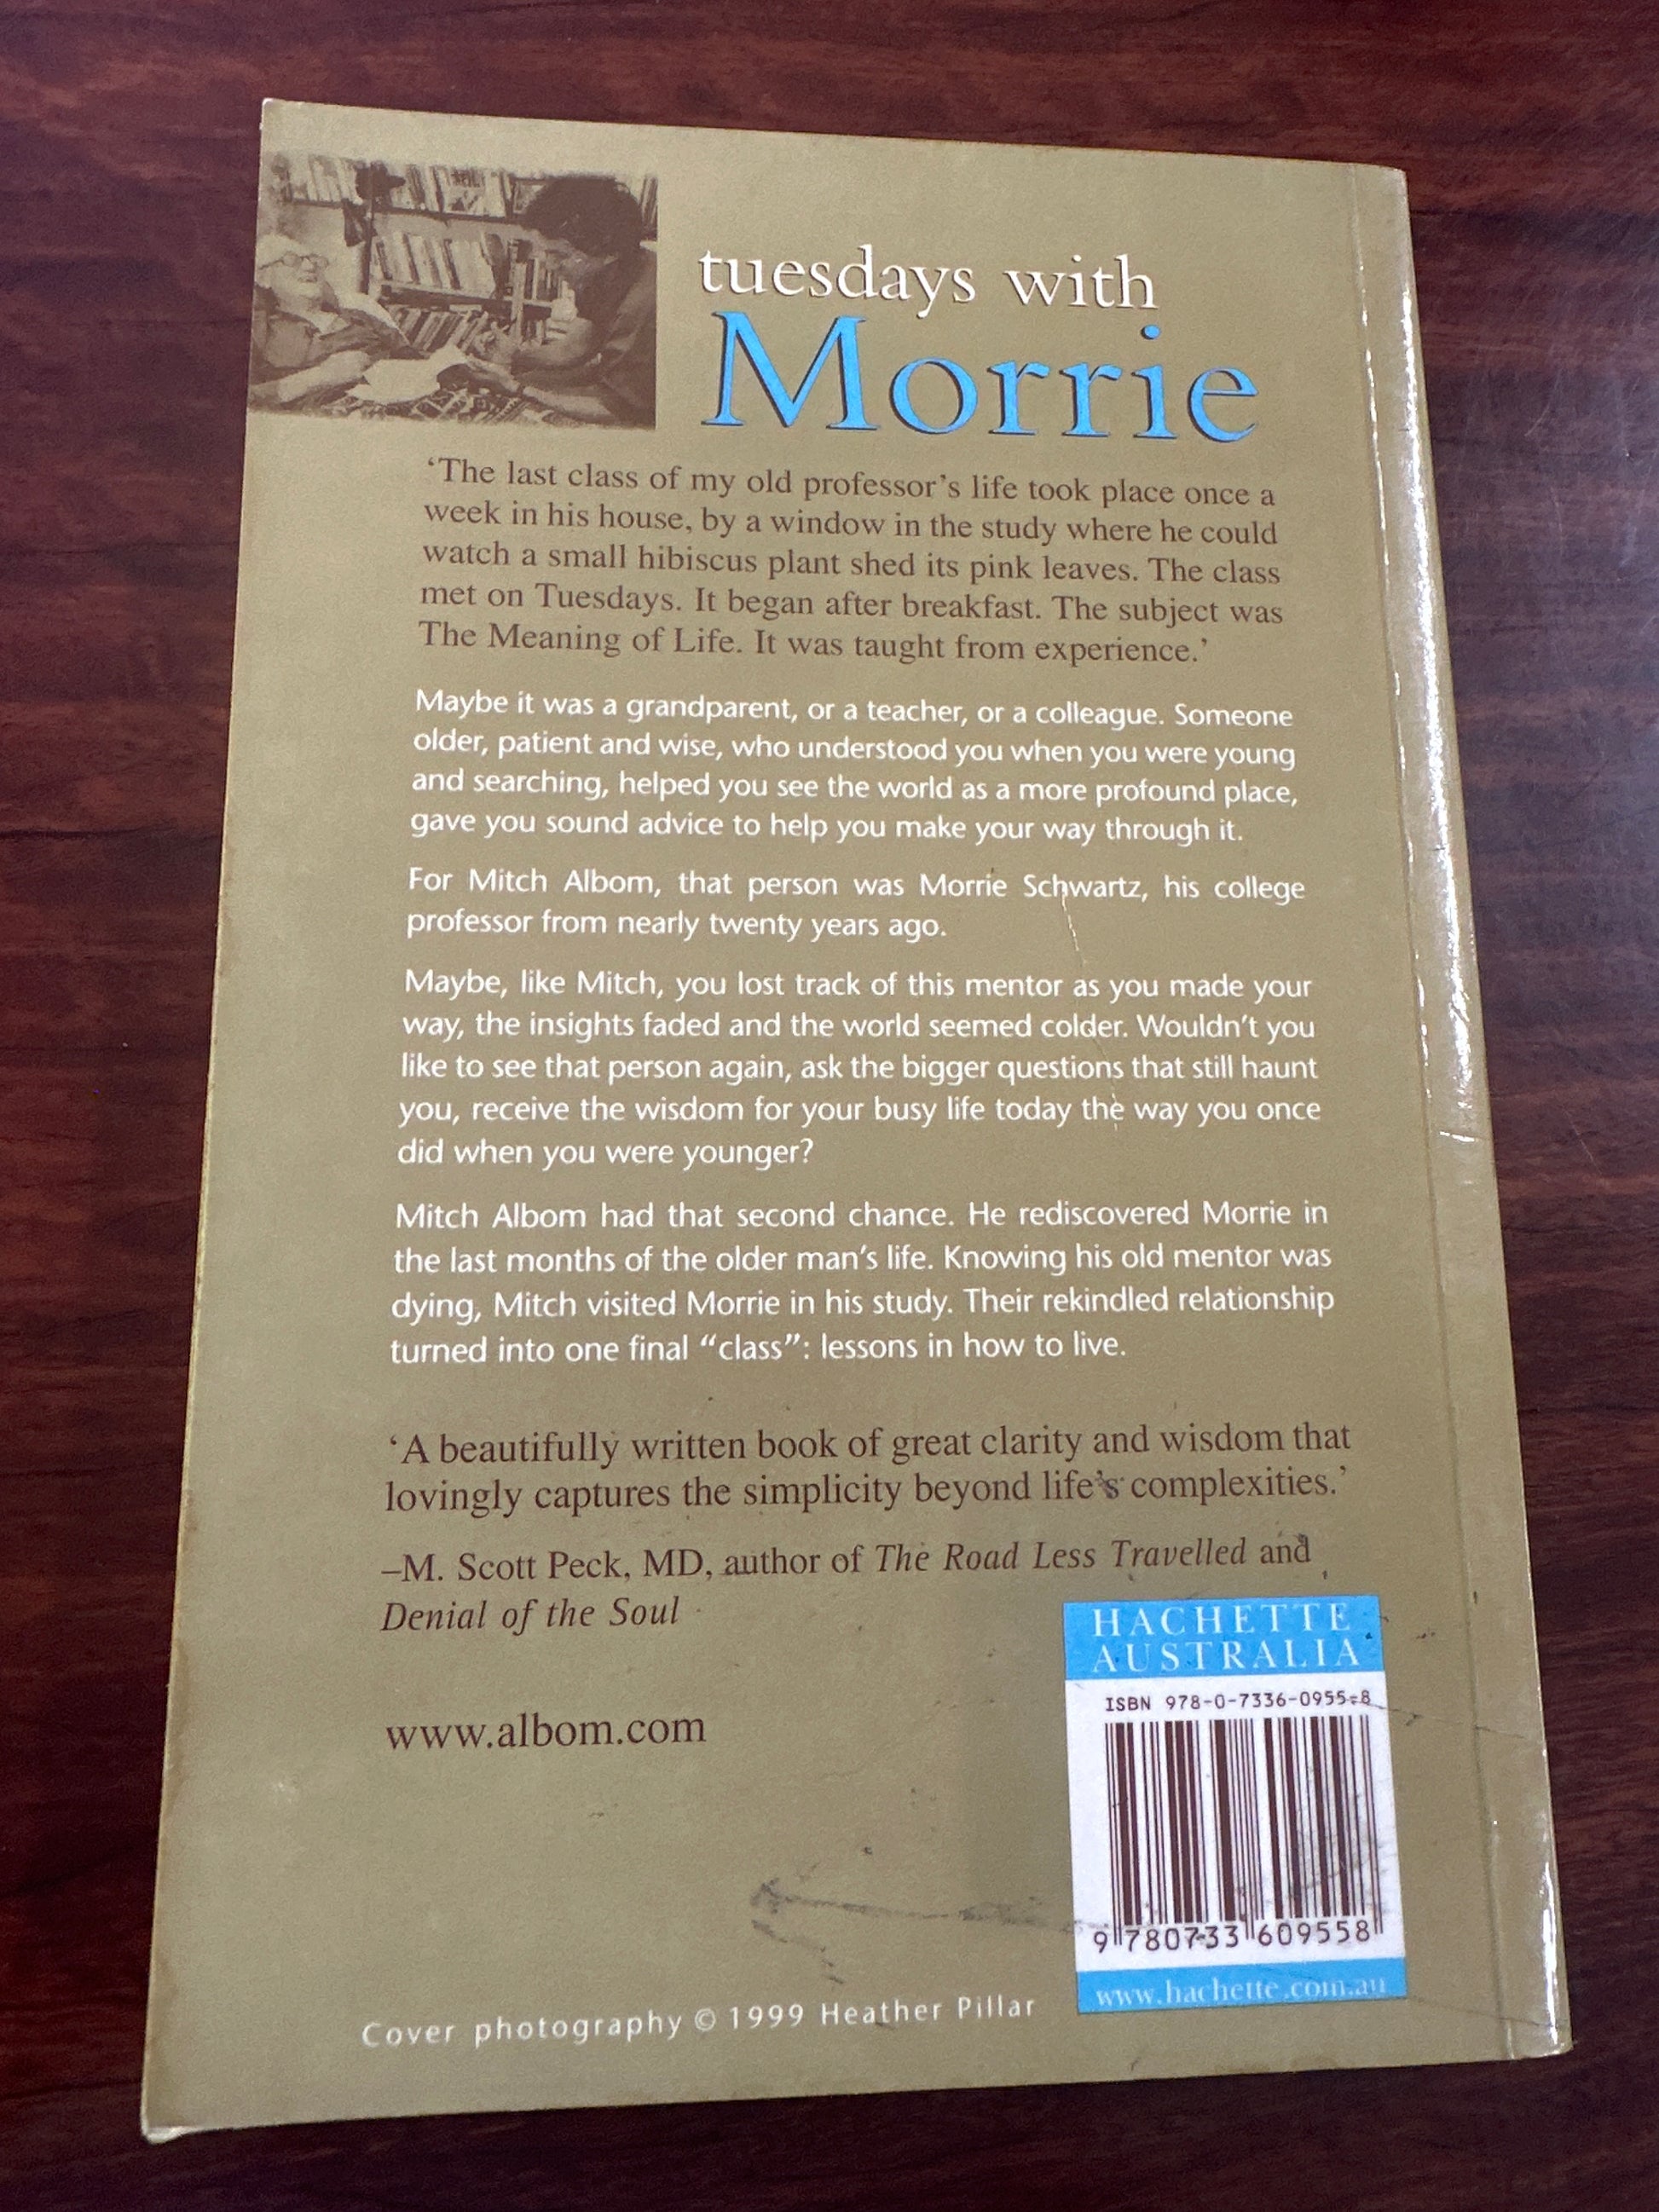 tuesdays with
Morrie
‘The last class of my old professor’s life took place once a
week in his house, by a window in the study where he could
watch a small hibiscus plant shed its pink leaves. The class
met on Tuesdays. It began after breakfast. The subject was
The Meaning of Life. It was taught from experience.’
Maybe it was a grandparent, or a teacher, or a colleague. Someone
older, patient and wise, who understood you when you were young
and searching, helped you see the world as a more profound place,
gave you sound advice to help you make your way through it.
For Mitch Albom, that person was Morrie Schwartz, his college
professor from nearly twenty years ago.
Maybe, like Mitch, you lost track of this mentor as you made your
way, the insights faded and the world seemed colder. Wouldn’t you
like to see that person again, ask the bigger questions that still haunt
you, receive the wisdom for your busy life today the way you once
did when you were younger?
Mitch Albom had that second chance. He rediscovered Morrie in
the last months of the older man’s life. Knowing his old mentor was
dying, Mitch visited Morrie in his study. Their rekindled relationship
turned into one final “class”: lessons in how to live.
‘A beautifully written book of great clarity and wisdom that
lovingly captures the simplicity beyond life’s complexities.’
–M. Scott Peck, MD, author of The Road Less Travelled and
Denial of the Soul
www.albom.com
HACHETTE
AUSTRALIA
ISBN 978-0-7336-0955-8
9 780733 609558
www.hachette.com.au
Cover photography © 1999 Heather Pillar